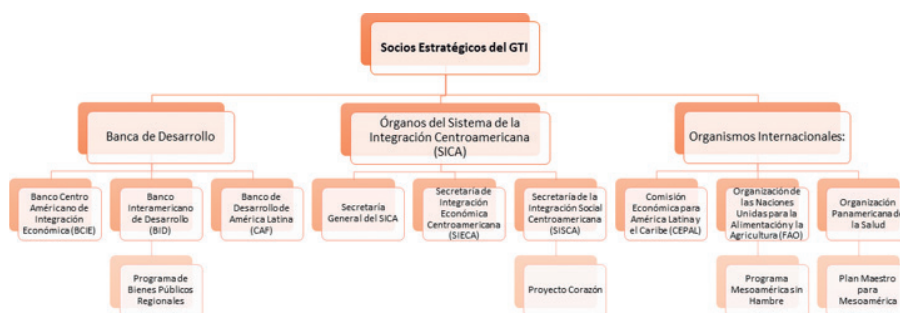 Socios Estratégicos del GTI
Banca de Desarrollo
Órganos del Sistema de la
Integración Centroamericana
(SICA)
Organismos Internacionales:
Banco Centro
Américano de
Integración
Económica (BCIE)
Banco
Interamericano de
Desarrollo (BID)
Banco de
Desarrollo de
América Latina (CAF)
Secretaría
General del SICA
Secretaría de
Integración
Económica
Centroamericana
(SIECA)
Secretaría de la
Integración Social
Centroamericana
(SISCA)
Comisión
Económica para
América Latina y
el Caribe (CEPAL)
Organización de
las Naciones
Unidas para la
Alimentación y la
Agricultura (FAO)
Organización
Panamericana de
la Salud
Programa de
Bienes Públicos
Regionales
Proyecto Corazón
Programa
Mesoamérica sin
Hambre
Plan Maestro
para
Mesoamérica